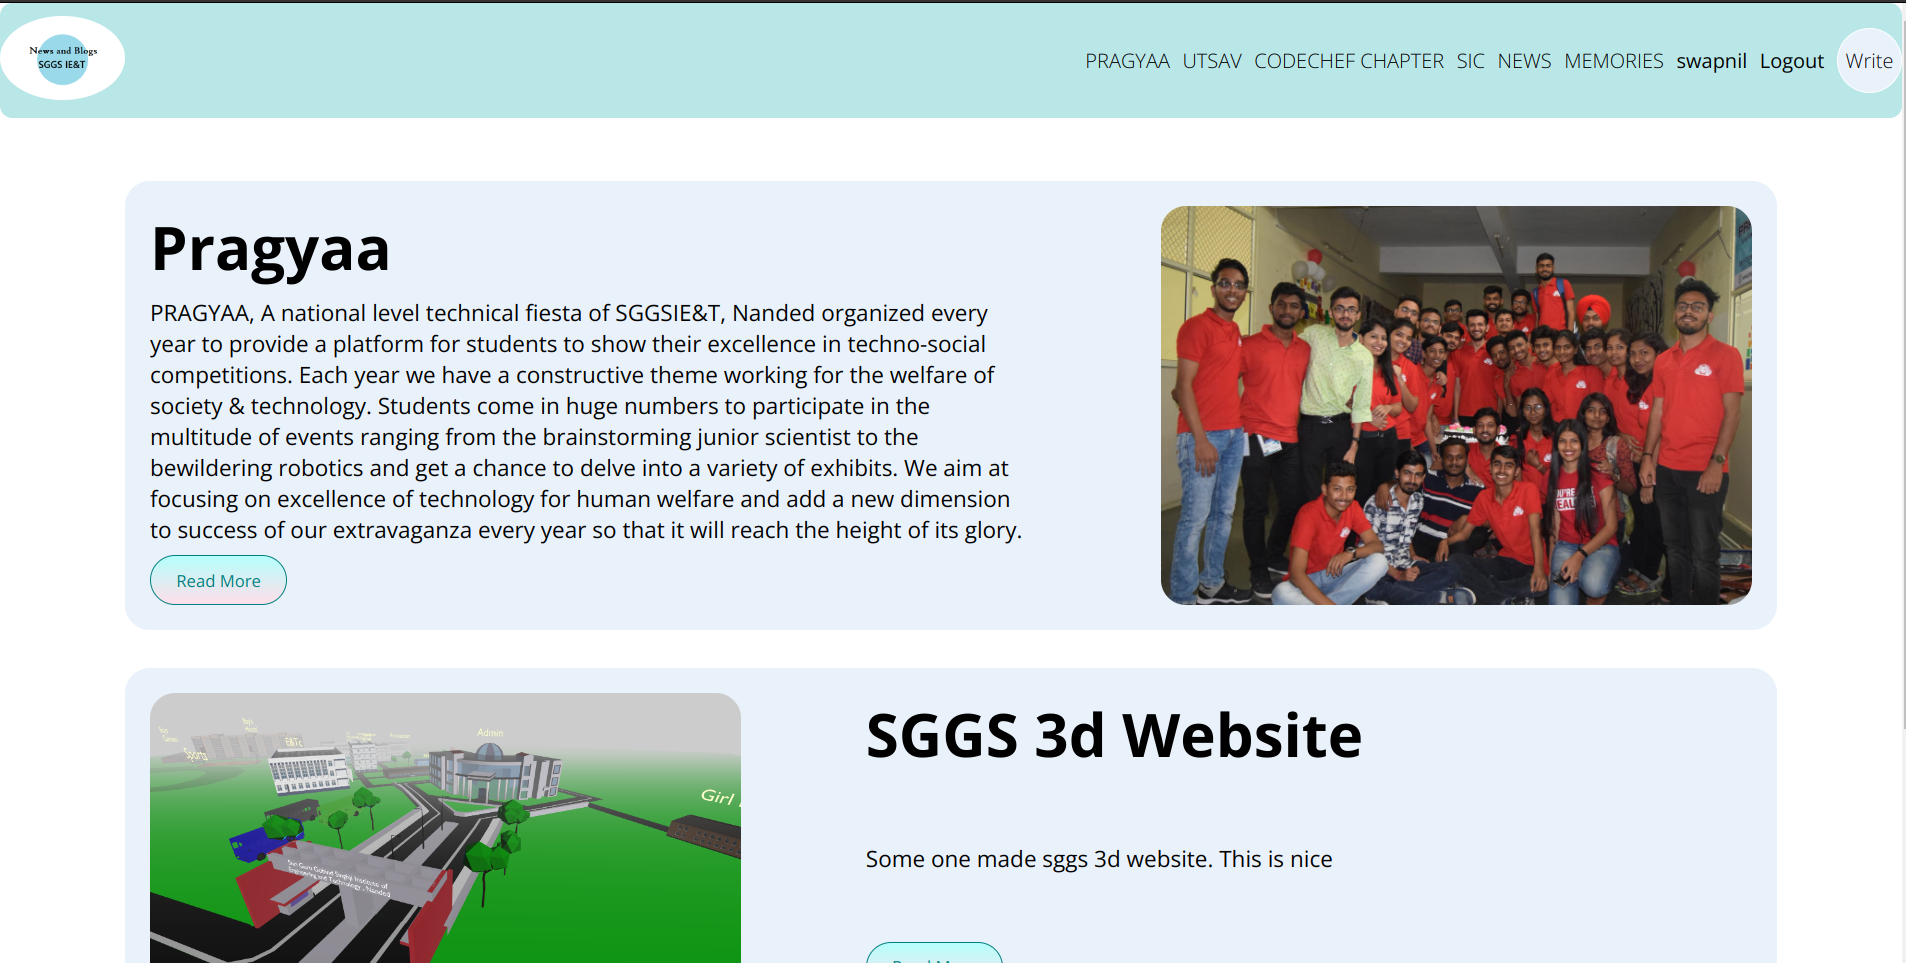 News and Blogs
SGGS IE&T
PRAGYAA UTSAV CODECHEF CHAPTER SIC NEWS MEMORIES swapnil Logout Write
Pragyaa
PRAGYAA, A national level technical fiesta of SGGSIE&T, Nanded organized every
year to provide a platform for students to show their excellence in techno-social
competitions. Each year we have a constructive theme working for the welfare of
society & technology. Students come in huge numbers to participate in the
multitude of events ranging from the brainstorming junior scientist to the
bewildering robotics and get a chance to delve into a variety of exhibits. We aim at
focusing on excellence of technology for human welfare and add a new dimension
to success of our extravaganza every year so that it will reach the height of its glory.
Read More
SGGS 3d Website
Some one made sggs 3d website. This is nice
Admin
Sports
Girl
Shri Guru Gobind Singhji Institute of
Engineering and Technology, Nanded